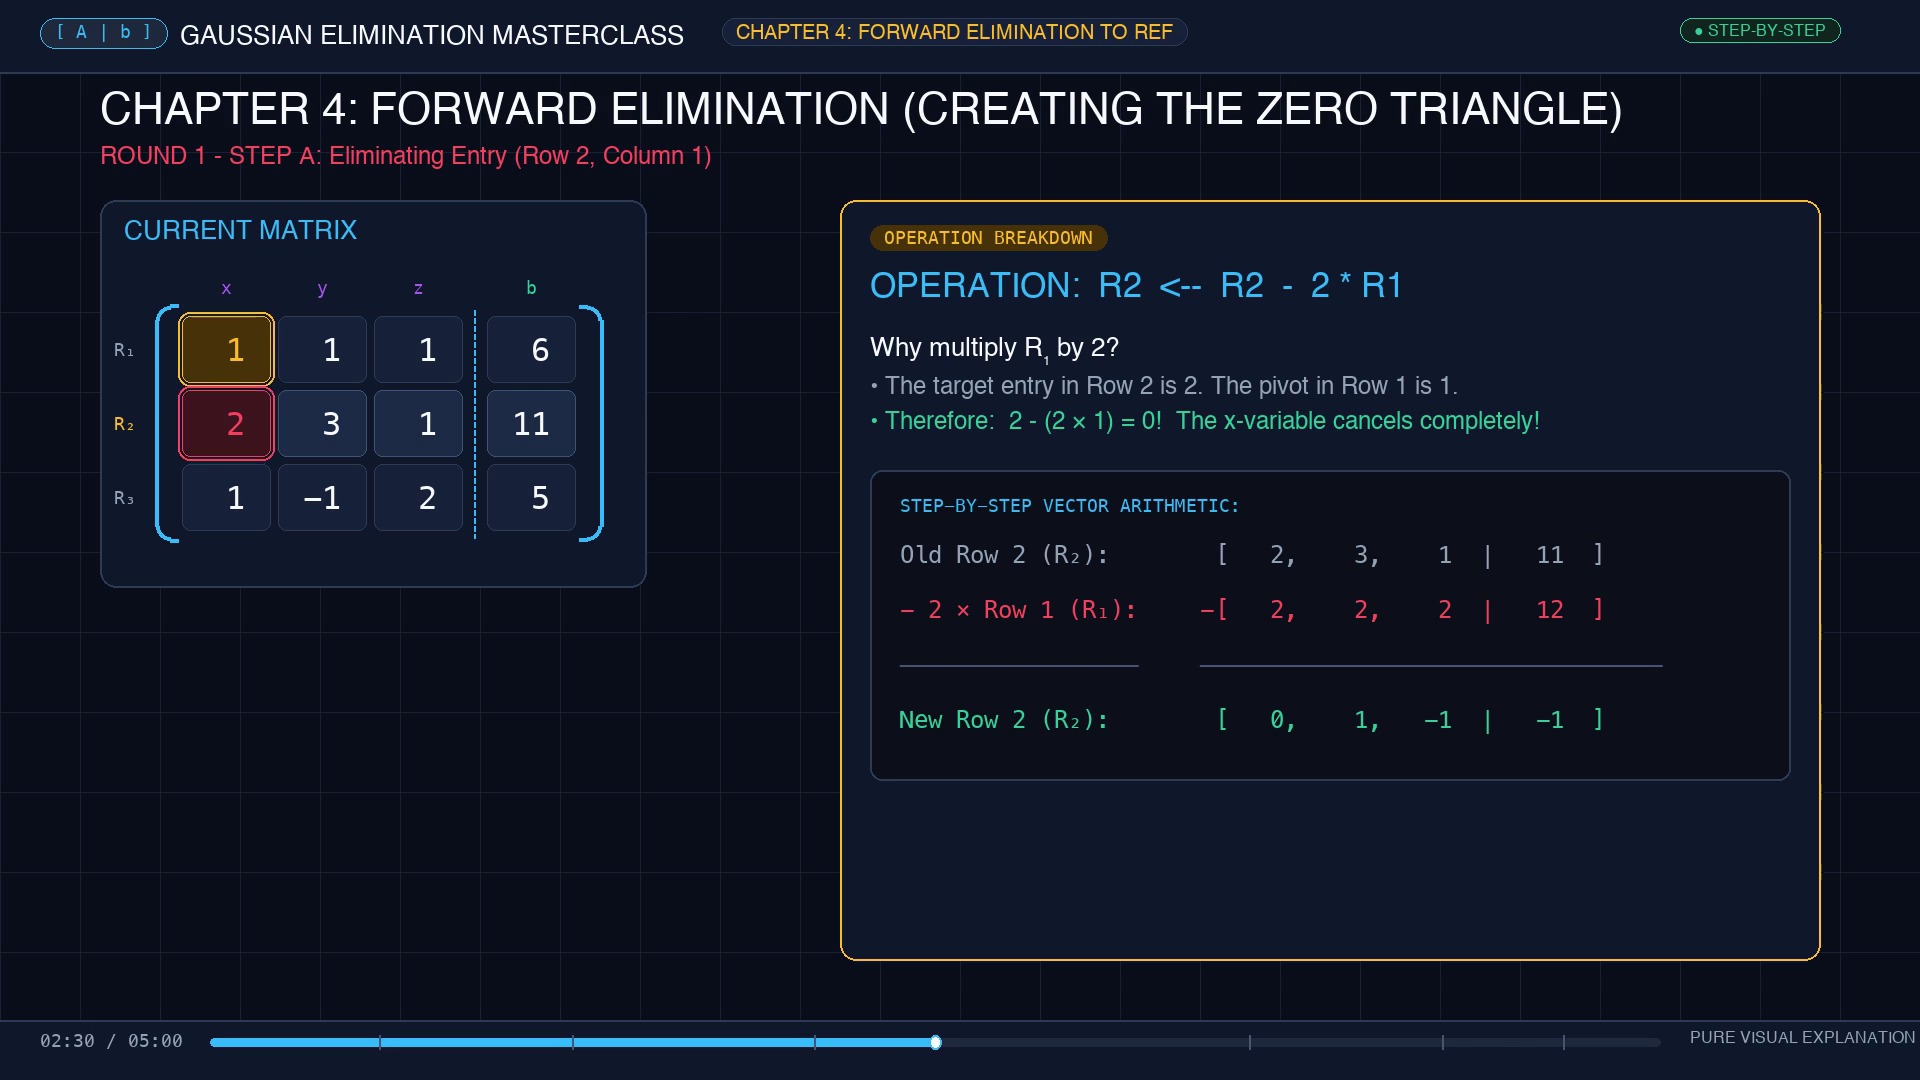 [ A | b ] GAUSSIAN ELIMINATION MASTERCLASS CHAPTER 4: FORWARD ELIMINATION TO REF ● STEP-BY-STEP
CHAPTER 4: FORWARD ELIMINATION (CREATING THE ZERO TRIANGLE)
ROUND 1 - STEP A: Eliminating Entry (Row 2, Column 1)
CURRENT MATRIX
x y z b
R₁ 1 1 1 6
R₂ 2 3 1 11
R₃ 1 −1 2 5
OPERATION BREAKDOWN
OPERATION: R2 <-- R2 - 2 * R1
Why multiply R₁ by 2?
• The target entry in Row 2 is 2. The pivot in Row 1 is 1.
• Therefore: 2 - (2 × 1) = 0! The x-variable cancels completely!
STEP−BY−STEP VECTOR ARITHMETIC:
Old Row 2 (R₂): [ 2, 3, 1 | 11 ]
− 2 × Row 1 (R₁): −[ 2, 2, 2 | 12 ]
New Row 2 (R₂): [ 0, 1, −1 | −1 ]
02:30 / 05:00 PURE VISUAL EXPLANATION